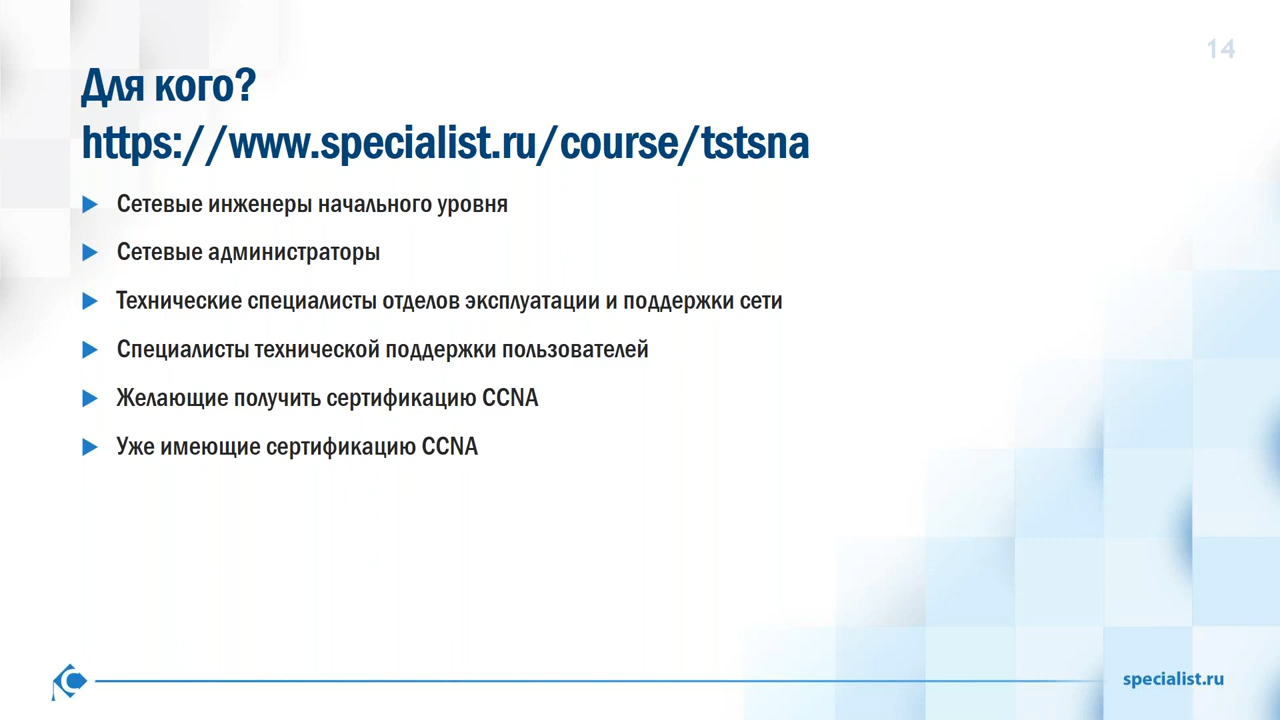 14
Для кого?
https://www.specialist.ru/course/tstsna
Сетевые инженеры начального уровня
Сетевые администраторы
Технические специалисты отделов эксплуатации и поддержки сети
Специалисты технической поддержки пользователей
Желающие получить сертификацию CCNA
Уже имеющие сертификацию CCNA
specialist.ru